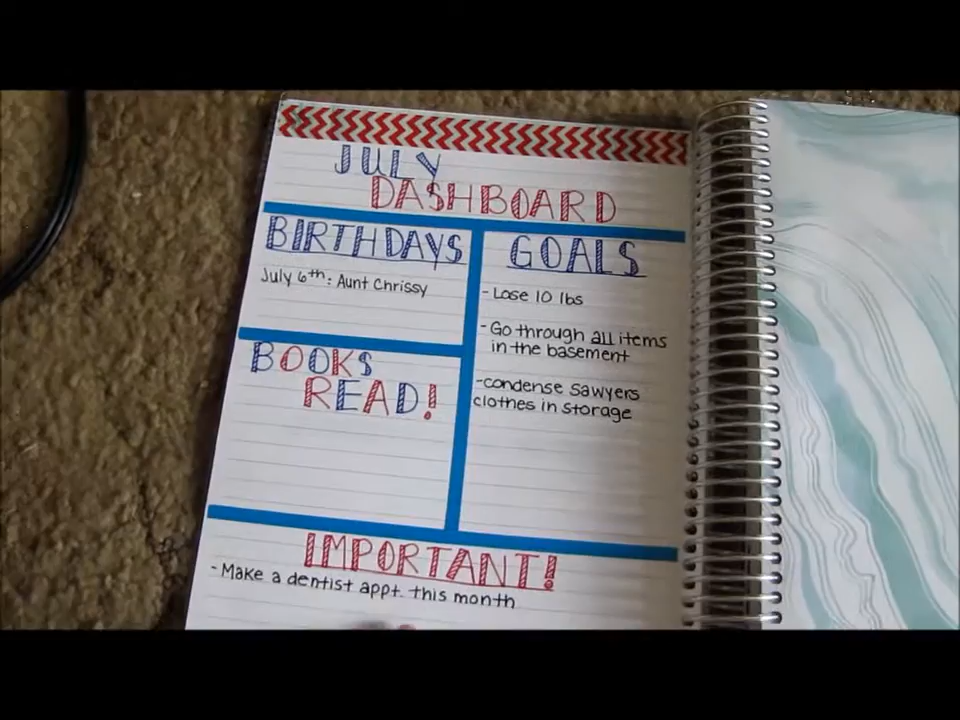 JULY
DASHBOARD
BIRTHDAYS
July 6th: Aunt Chrissy
BOOKS
READ!
GOALS
- Lose 10 lbs
- Go through all items
in the basement
- condense Sawyers
clothes in storage
IMPORTANT!
- Make a dentist appt. this month